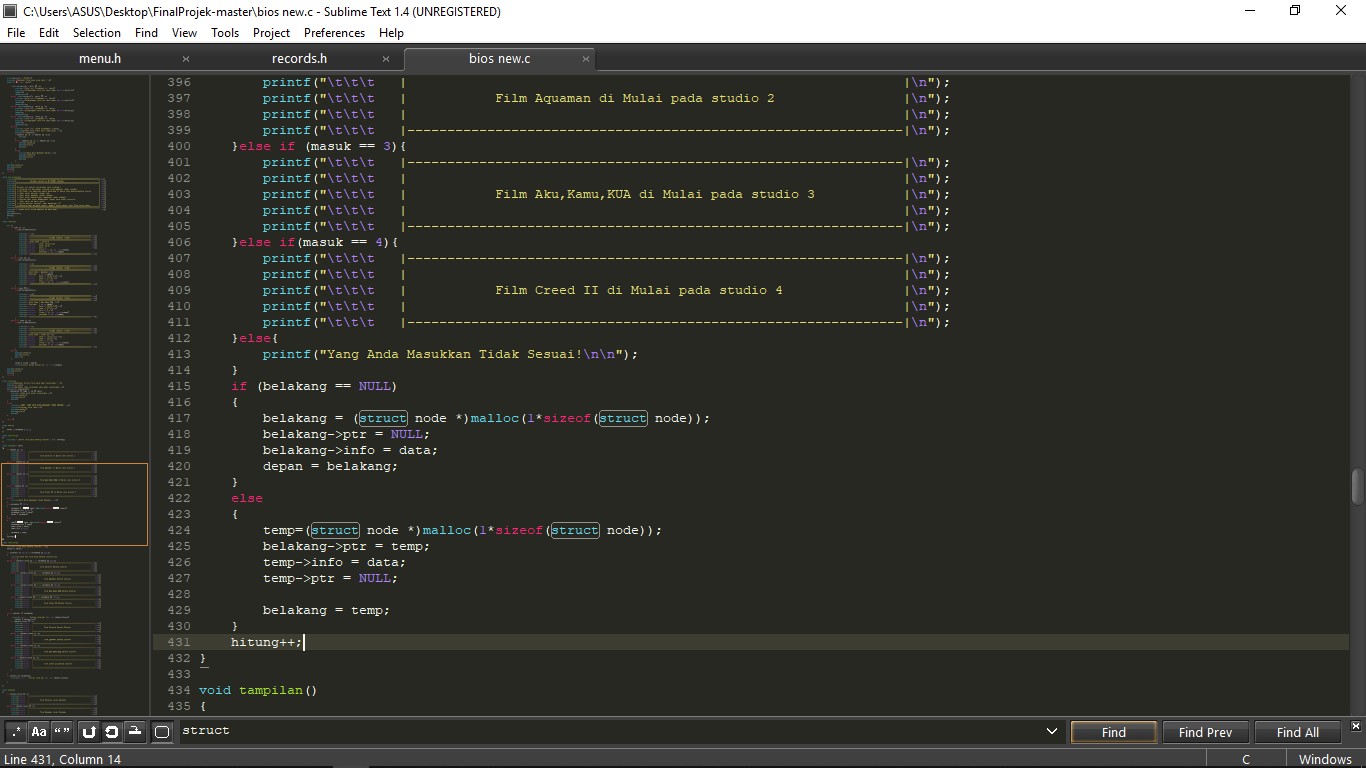 C:\Users\ASUS\Desktop\FinalProjek-master\bios new.c - Sublime Text 1.4 (UNREGISTERED)
File Edit Selection Find View Tools Project Preferences Help
menu.h × records.h × bios new.c ×
396 printf("\t\t\t | |\n");
397 printf("\t\t\t | Film Aquaman di Mulai pada studio 2 |\n");
398 printf("\t\t\t | |\n");
399 printf("\t\t\t |--------------------------------------------------------------|\n");
400 }else if (masuk == 3){
401 printf("\t\t\t |--------------------------------------------------------------|\n");
402 printf("\t\t\t | |\n");
403 printf("\t\t\t | Film Aku,Kamu,KUA di Mulai pada studio 3 |\n");
404 printf("\t\t\t | |\n");
405 printf("\t\t\t |--------------------------------------------------------------|\n");
406 }else if(masuk == 4){
407 printf("\t\t\t |--------------------------------------------------------------|\n");
408 printf("\t\t\t | |\n");
409 printf("\t\t\t | Film Creed II di Mulai pada studio 4 |\n");
410 printf("\t\t\t | |\n");
411 printf("\t\t\t |--------------------------------------------------------------|\n");
412 }else{
413 printf("Yang Anda Masukkan Tidak Sesuai!\n\n");
414 }
415 if (belakang == NULL)
416 {
417 belakang = (struct node *)malloc(1*sizeof(struct node));
418 belakang->ptr = NULL;
419 belakang->info = data;
420 depan = belakang;
421 }
422 else
423 {
424 temp=(struct node *)malloc(1*sizeof(struct node));
425 belakang->ptr = temp;
426 temp->info = data;
427 temp->ptr = NULL;
428
429 belakang = temp;
430 }
431 hitung++;
432 }
433
434 void tampilan()
435 {
.* Aa “ ” struct Find Find Prev Find All
Line 431, Column 14 C Windows